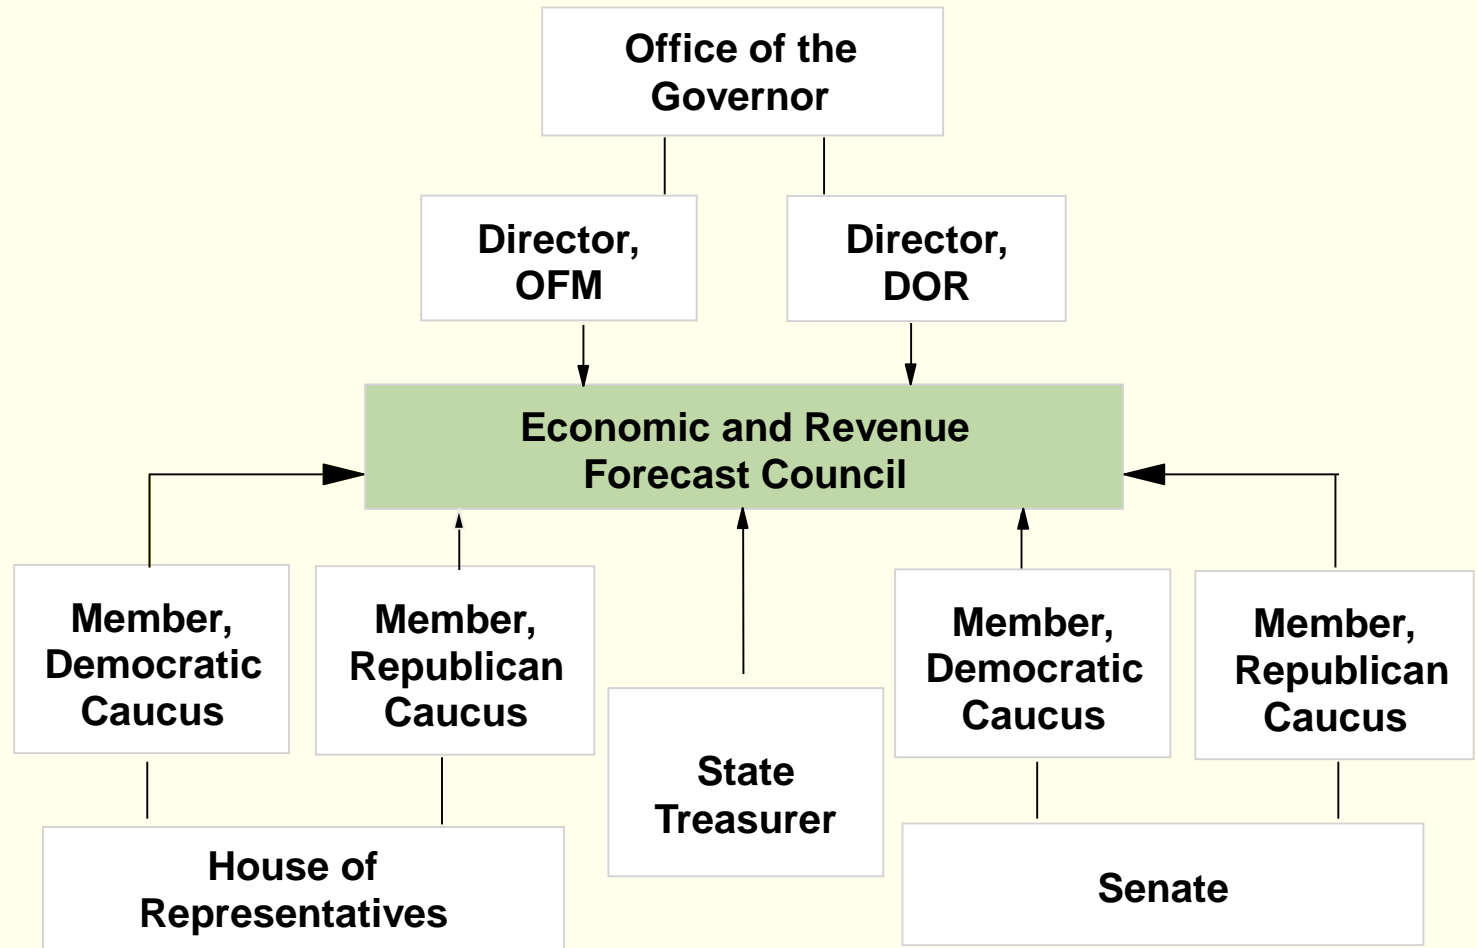 Office of the
Governor
Director,
OFM
Director,
DOR
Economic and Revenue
Forecast Council
Member,
Democratic
Caucus
Member,
Republican
Caucus
State
Treasurer
Member,
Democratic
Caucus
Member,
Republican
Caucus
House of
Representatives
Senate